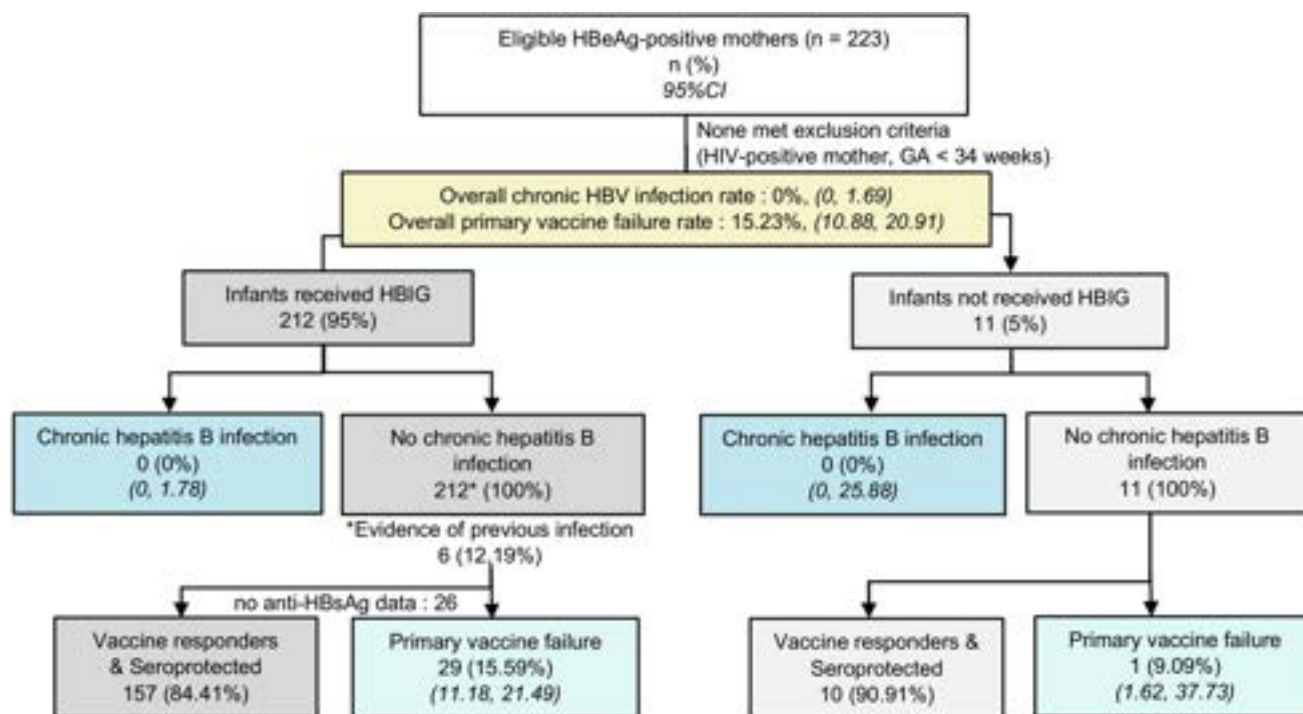 Eligible HBeAg-positive mothers (n = 223)
n (%)
95%CI
None met exclusion criteria
(HIV-positive mother, GA < 34 weeks)
Overall chronic HBV infection rate : 0%, (0, 1.69)
Overall primary vaccine failure rate : 15.23%, (10.88, 20.91)
Infants received HBIG
212 (95%)
Infants not received HBIG
11 (5%)
Chronic hepatitis B infection
0 (0%)
(0, 1.78)
No chronic hepatitis B
infection
212* (100%)
Chronic hepatitis B infection
0 (0%)
(0, 25.88)
No chronic hepatitis B
infection
11 (100%)
*Evidence of previous infection
6 (12.19%)
no anti-HBsAg data : 26
Vaccine responders
& Seroprotected
157 (84.41%)
Primary vaccine failure
29 (15.59%)
(11.18, 21.49)
Vaccine responders &
Seroprotected
10 (90.91%)
Primary vaccine failure
1 (9.09%)
(1.62, 37.73)